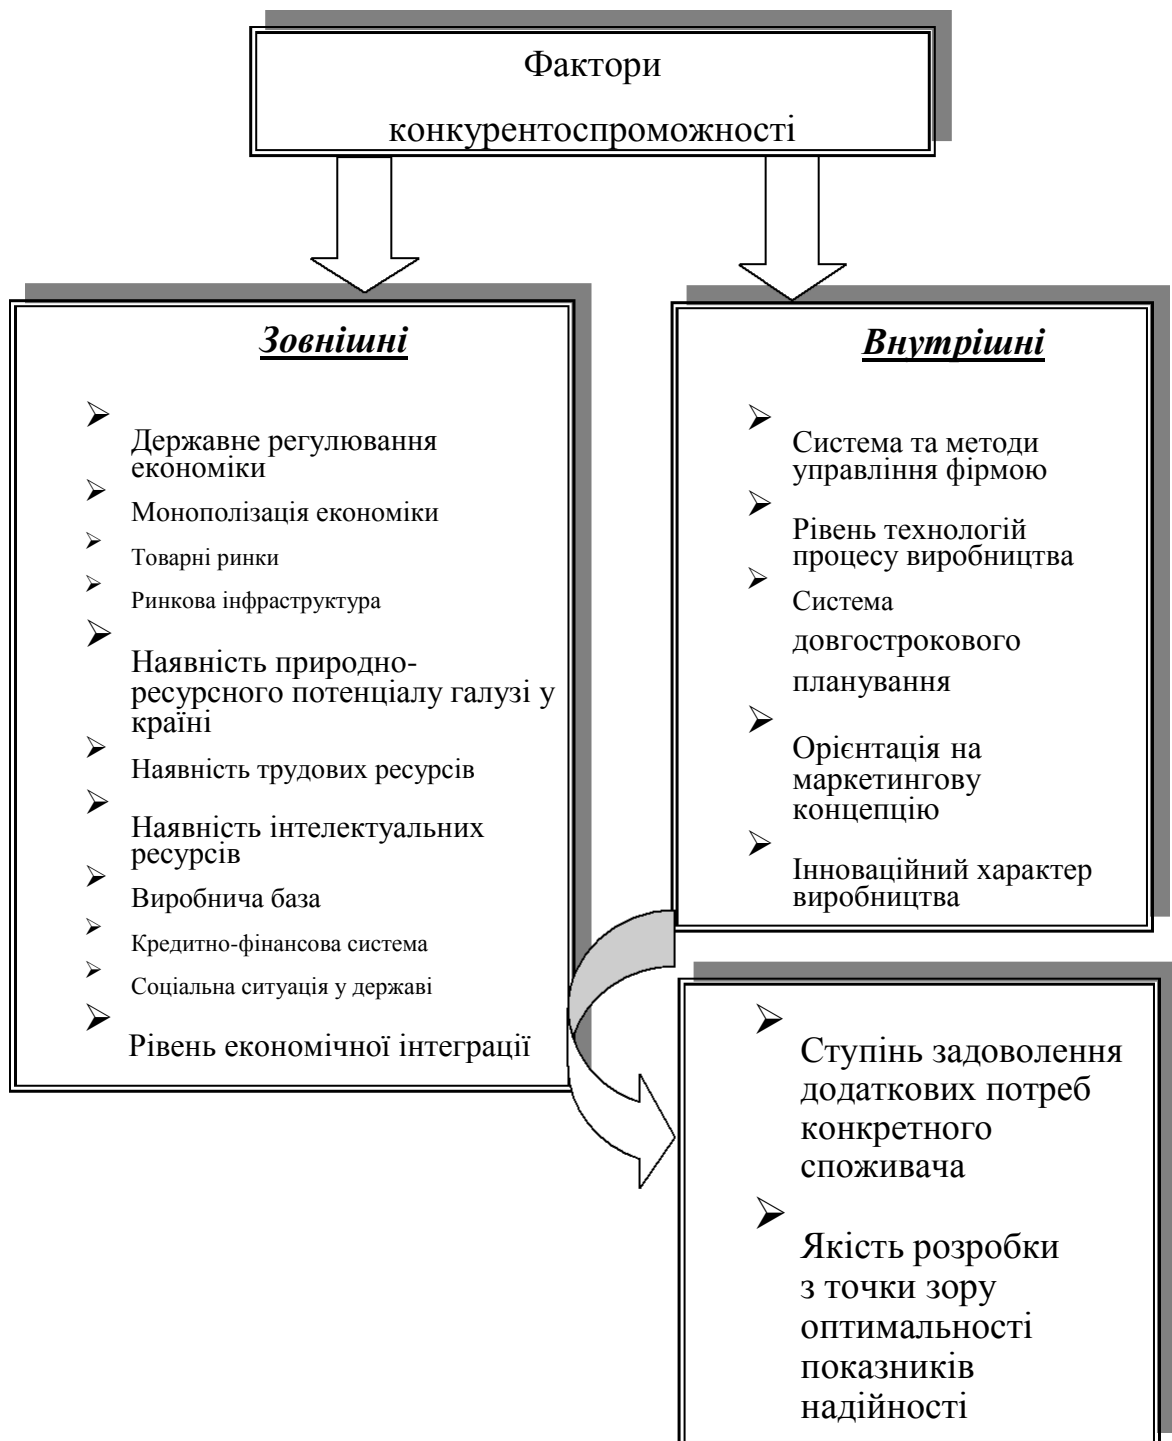 Фактори
конкурентоспроможності
Зовнішні
Державне регулювання
економіки
Монополізація економіки
Товарні ринки
Ринкова інфраструктура
Наявність природно-
ресурсного потенціалу галузі у
країні
Наявність трудових ресурсів
Наявність інтелектуальних
ресурсів
Виробнича база
Кредитно-фінансова система
Соціальна ситуація у державі
Рівень економічної інтеграції
Внутрішні
Система та методи
управління фірмою
Рівень технологій
процесу виробництва
Система
довгострокового
планування
Орієнтація на
маркетингову
концепцію
Інноваційний характер
виробництва
Ступінь задоволення
додаткових потреб
конкретного
споживача
Якість розробки
з точки зору
оптимальності
показників
надійності